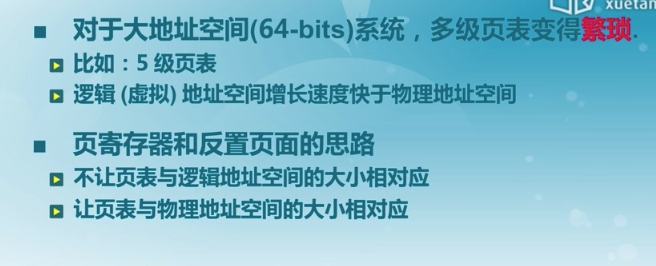 xuetan
对于大地址空间(64-bits)系统，多级页表变得繁琐.
比如：5 级页表
逻辑 (虚拟) 地址空间增长速度快于物理地址空间
页寄存器和反置页面的思路
不让页表与逻辑地址空间的大小相对应
让页表与物理地址空间的大小相对应